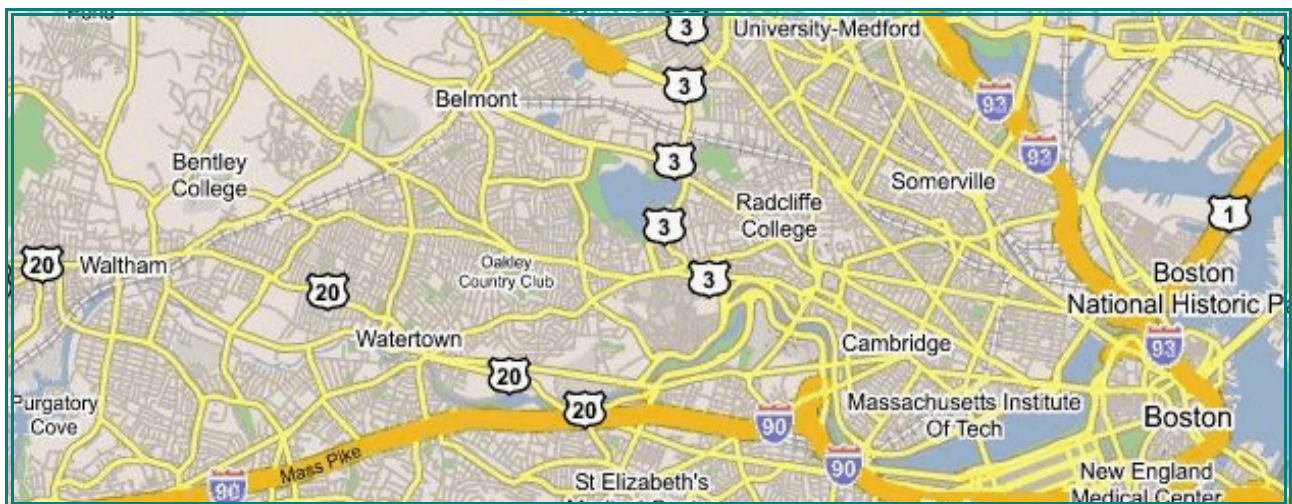 3
University-Medford
3
Belmont
93
93
3
Bentley
College
Somerville
Radcliffe
College
3
1
20
Waltham
Oakley
Country Club
3
20
Boston
National Historic Pa
Watertown
Cambridge
93
20
Purgatory
Cove
20
Massachusetts Institute
Of Tech
Boston
90
Mass Pike
90
90
St Elizabeth's
New England
Medical Center